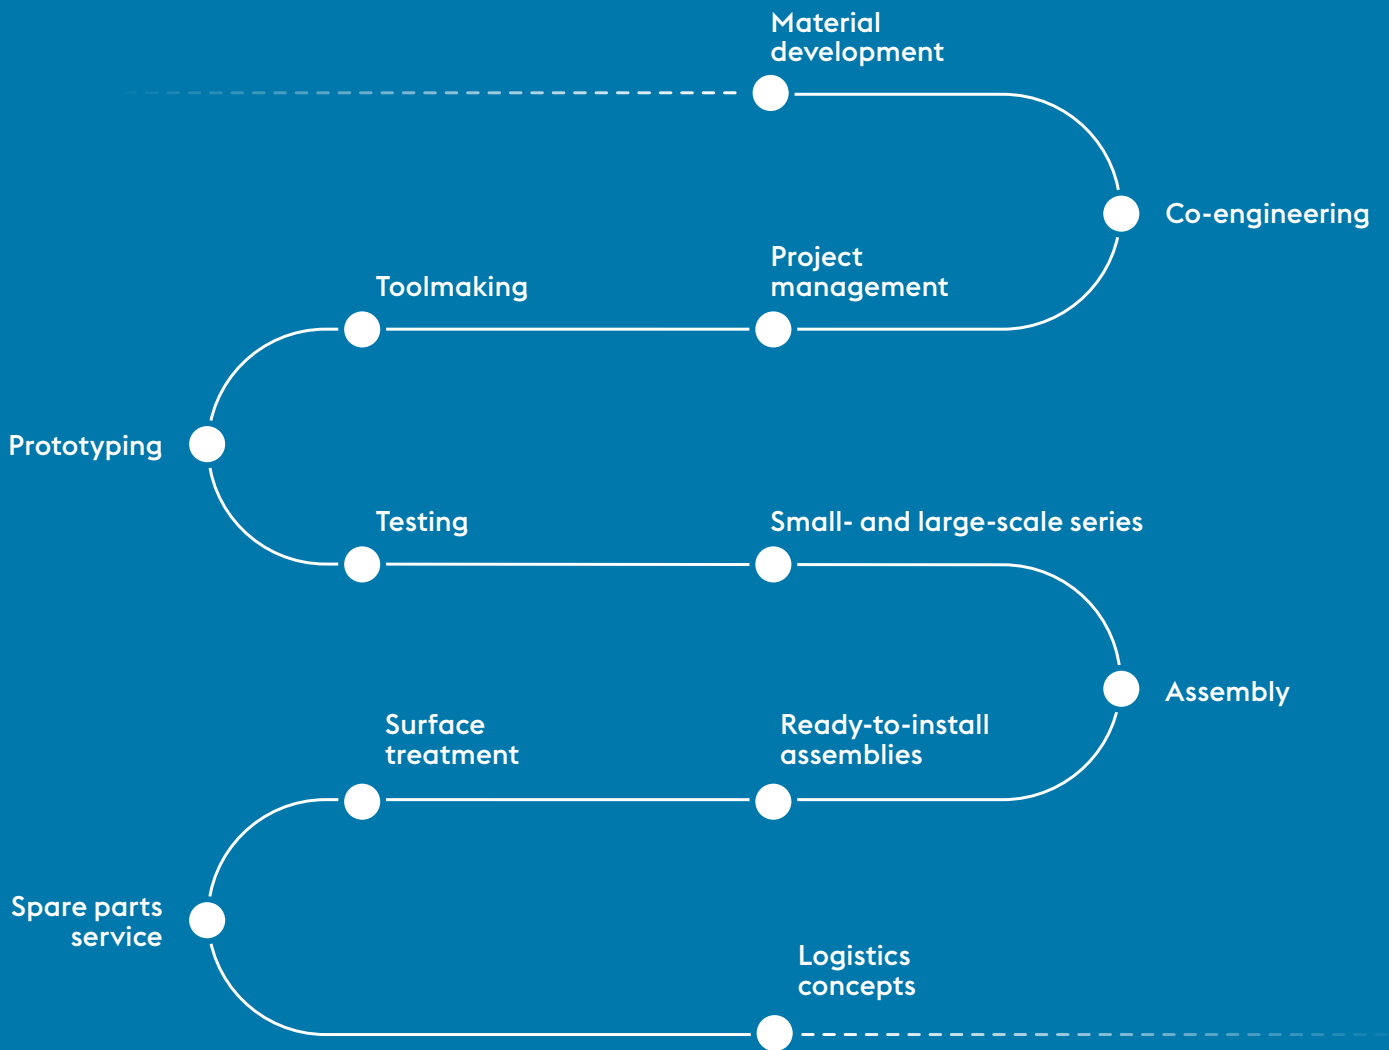 Material
development
Co-engineering
Project
management
Toolmaking
Prototyping
Testing
Small- and large-scale series
Assembly
Ready-to-install
assemblies
Surface
treatment
Spare parts
service
Logistics
concepts